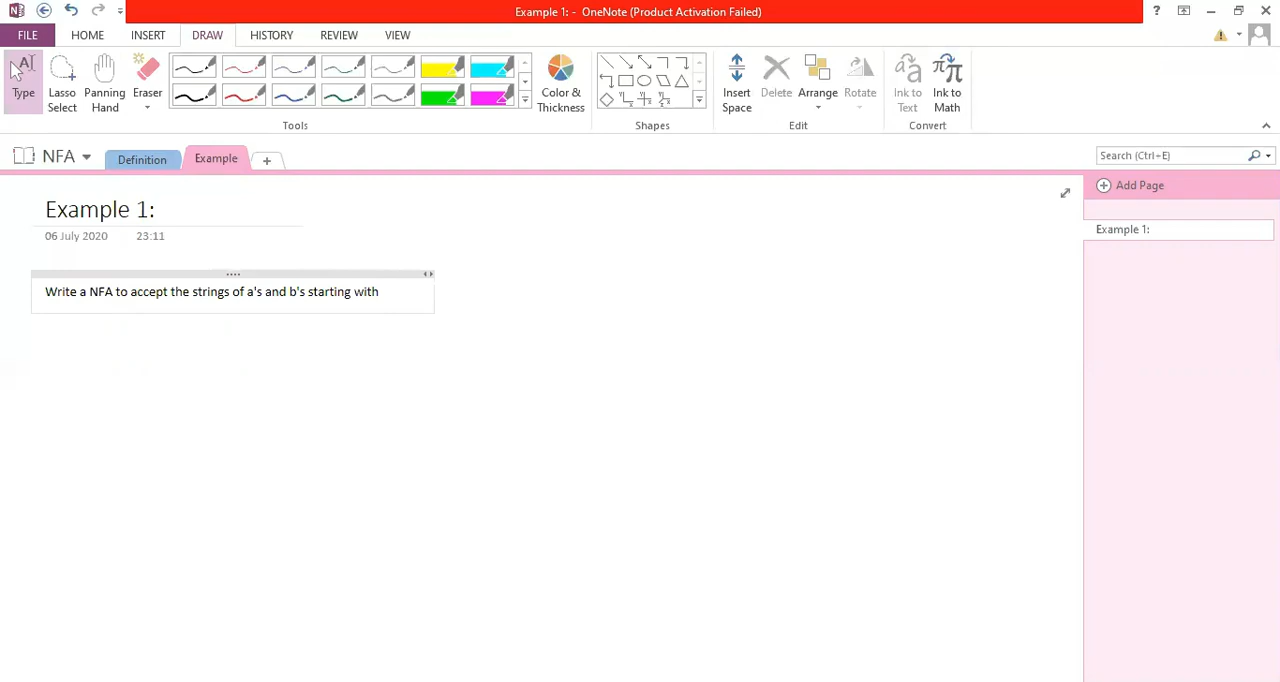 Example 1: - OneNote (Product Activation Failed)
?
FILE HOME INSERT DRAW HISTORY REVIEW VIEW
Type
Lasso Select
Panning Hand
Eraser
Color & Thickness
Insert Space
Delete
Arrange
Rotate
Ink to Text
Ink to Math
Tools
Shapes
Edit
Convert
NFA
Definition
Example
Search (Ctrl+E)
Add Page
Example 1:
Example 1:
06 July 2020 23:11
Write a NFA to accept the strings of a's and b's starting with